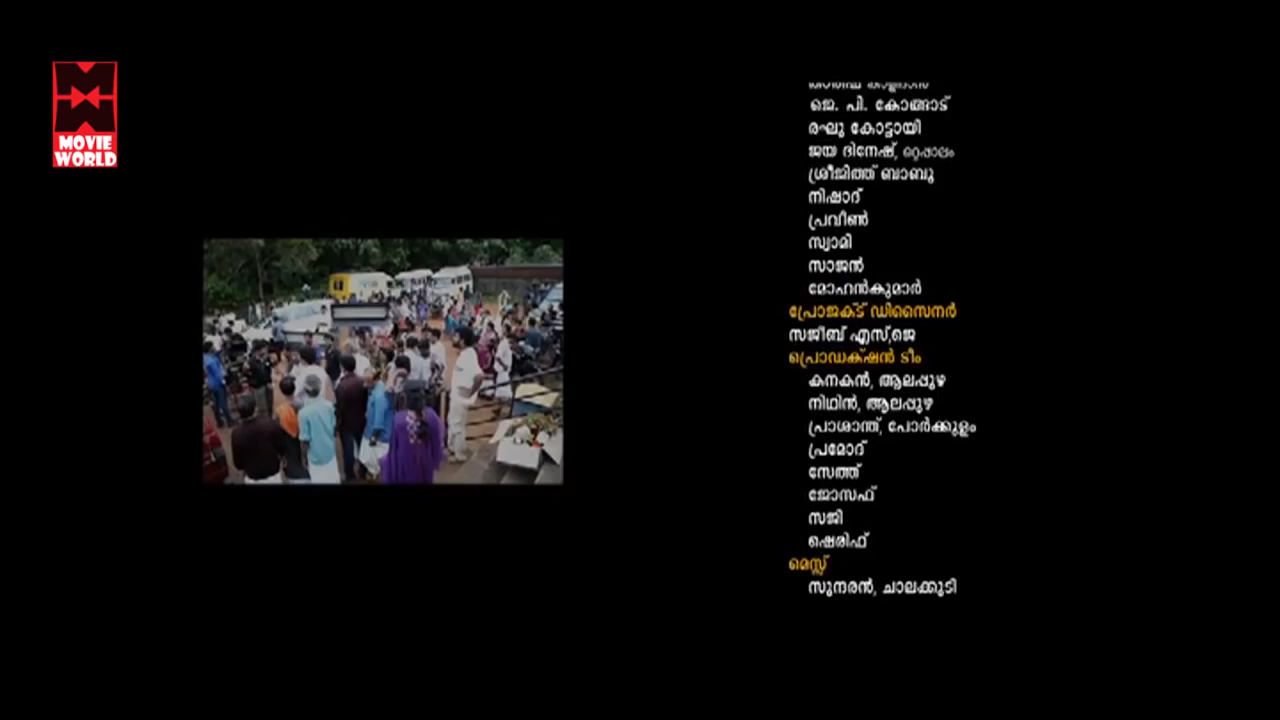 MOVIE
WORLD
ജെ. പി. കോങ്ങാട്
രഘു കോട്ടായി
ജയ ദിനേഷ്, ഒറ്റപ്പാലം
ശ്രീജിത്ത് ബാബു
നിഷാദ്
പ്രവീൺ
സ്വാമി
സാജൻ
മോഹൻകുമാർ
പ്രോജക്ട് ഡിസൈനർ
സജീബ് എസ്,ജെ
പ്രൊഡക്ഷൻ ടീം
കനകൻ, ആലപ്പുഴ
നിഥിൻ, ആലപ്പുഴ
പ്രാശാന്ത്, പോർക്കുളം
പ്രമോദ്
സേത്ത്
ജോസഫ്
സജി
ഷെരിഫ്
മെസ്സ്
സുന്ദരൻ, ചാലക്കുടി